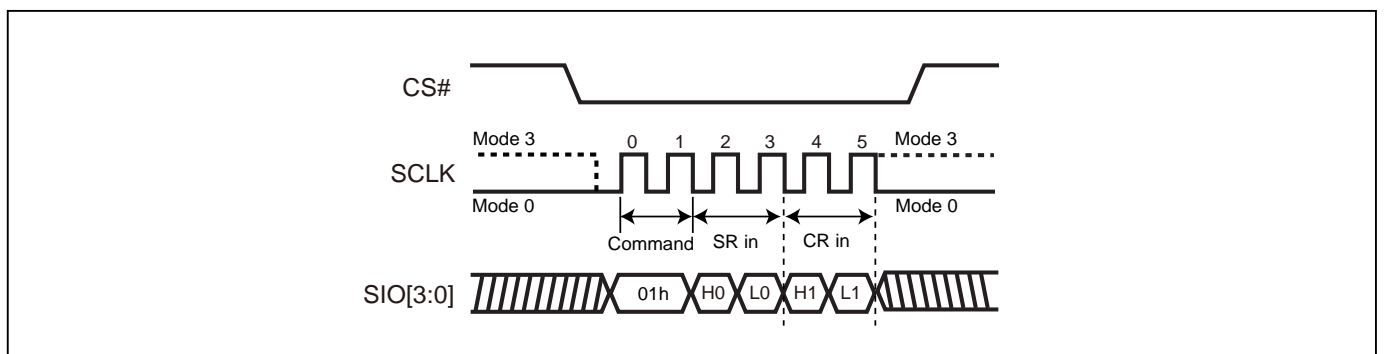 CS#
Mode 3 0 1 2 3 4 5 Mode 3
SCLK
Mode 0 Mode 0
Command SR in CR in
SIO[3:0] 01h H0 L0 H1 L1